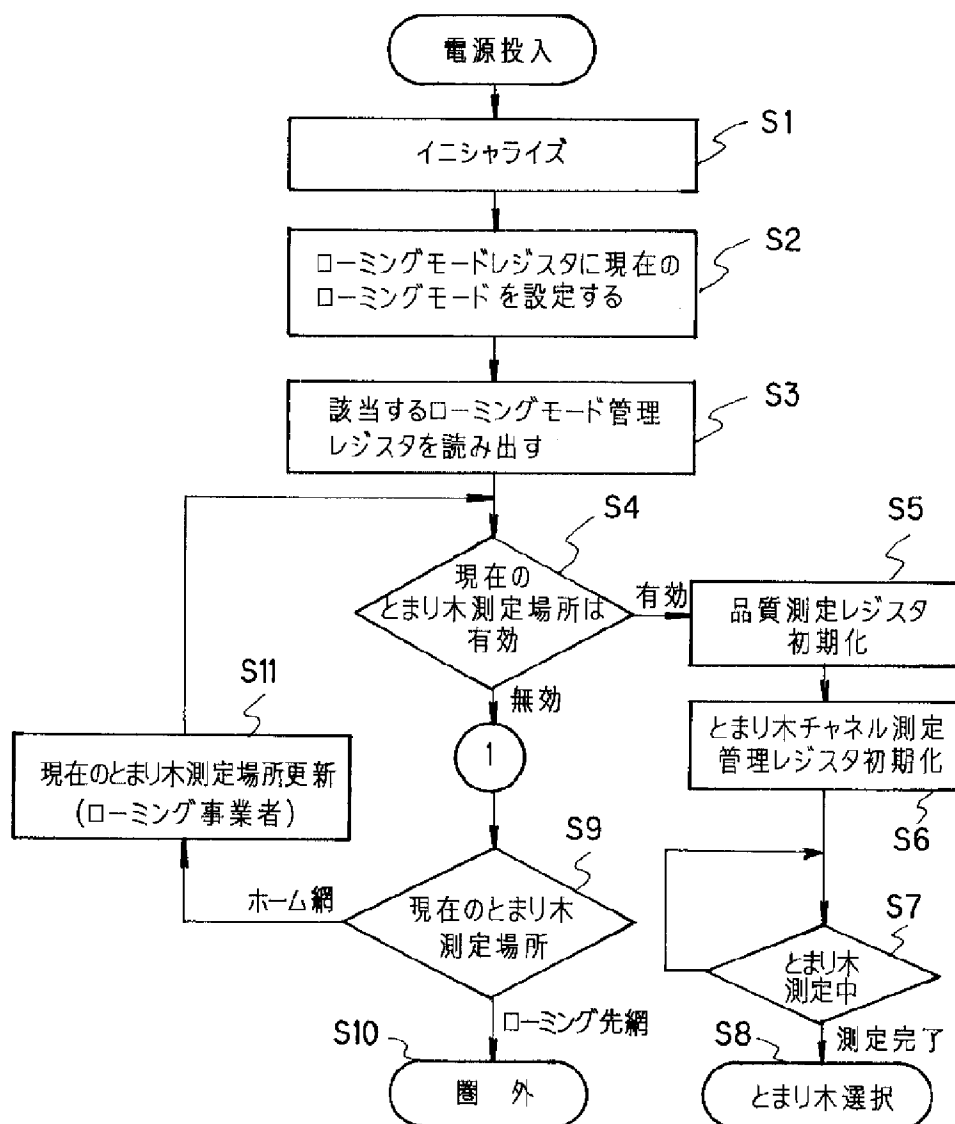 電源投入
S1
イニシャライズ
S2
ローミングモードレジスタに現在の
ローミングモードを設定する
S3
該当するローミングモード管理
レジスタを読み出す
S4
現在の
とまり木測定場所は
有効
有効
無効
S5
品質測定レジスタ
初期化
とまり木チャネル測定
管理レジスタ初期化
S6
S7
とまり木
測定中
測定完了
S8
とまり木選択
1
S9
現在のとまり木
測定場所
ホーム網
ローミング先網
S10
圏外
S11
現在のとまり木測定場所更新
(ローミング事業者)